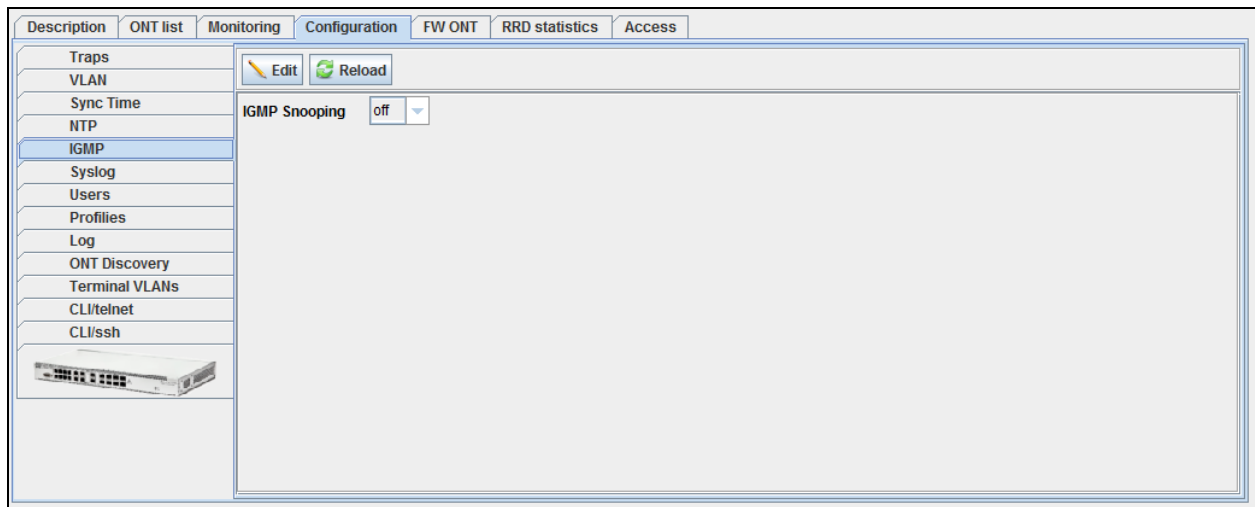 Description ONT list Monitoring Configuration FW ONT RRD statistics Access
Traps
VLAN
Sync Time
NTP
IGMP
Syslog
Users
Profilies
Log
ONT Discovery
Terminal VLANs
CLI/telnet
CLI/ssh
Edit Reload
IGMP Snooping off